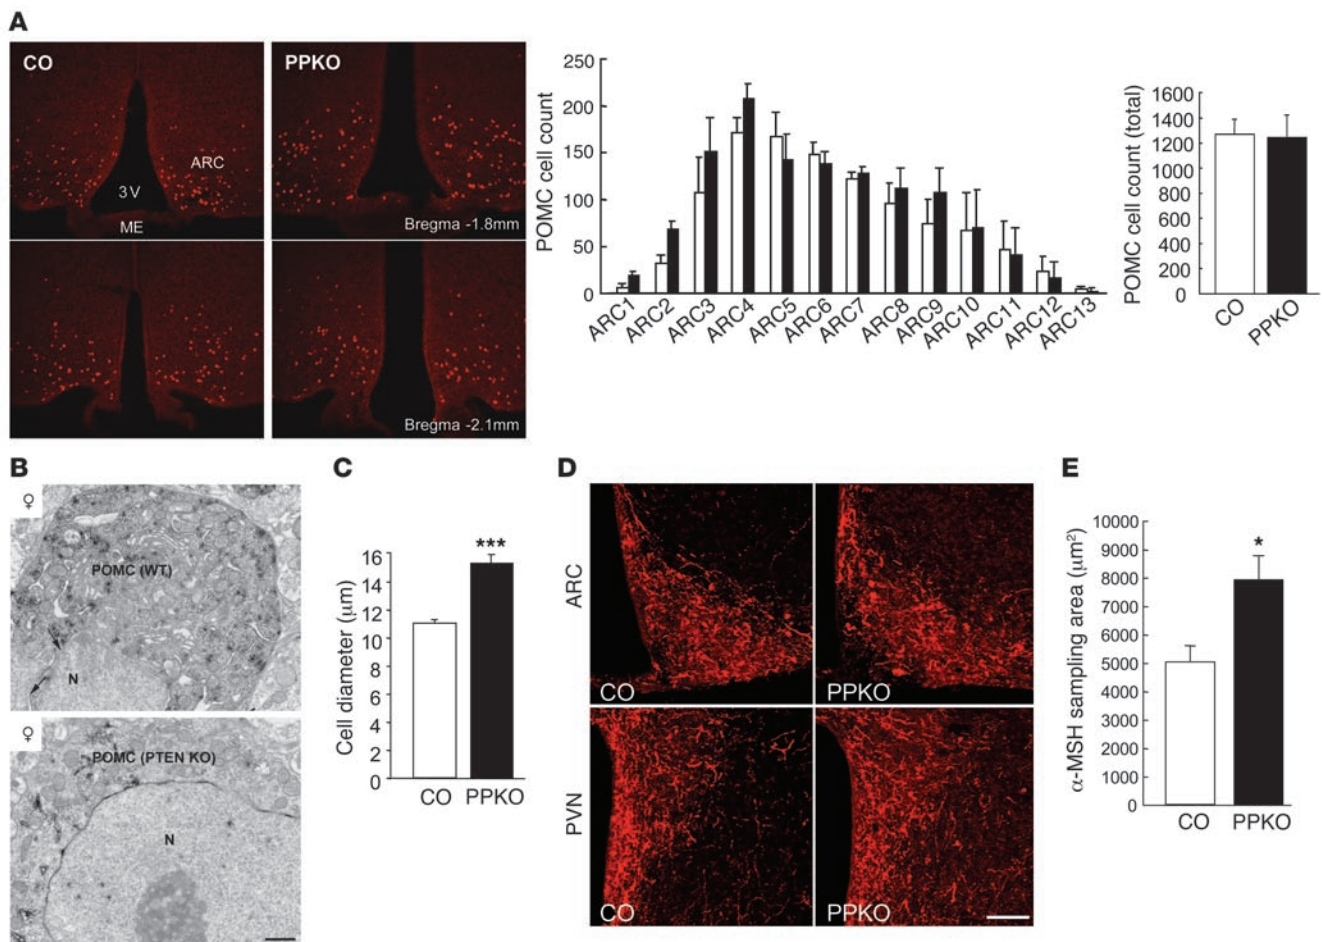 A
CO
PPKO
ARC
3 V
ME
Bregma -1.8mm
Bregma -2.1mm
POMC cell count
250
200
150
100
50
0
ARC1
ARC2
ARC3
ARC4
ARC5
ARC6
ARC7
ARC8
ARC9
ARC10
ARC11
ARC12
ARC13
POMC cell count (total)
1600
1400
1200
1000
800
600
400
200
0
CO
PPKO
B
♀
POMC (WT)
N
♀
POMC (PTEN KO)
N
C
Cell diameter (μm)
16
14
12
10
16
14
8
6
4
2
0
***
CO PPKO
D
ARC
CO
PPKO
PVN
CO
PPKO
E
α-MSH sampling area (μm²)
10000
9000
8000
7000
6000
5000
4000
3000
2000
1000
0
*
CO PPKO